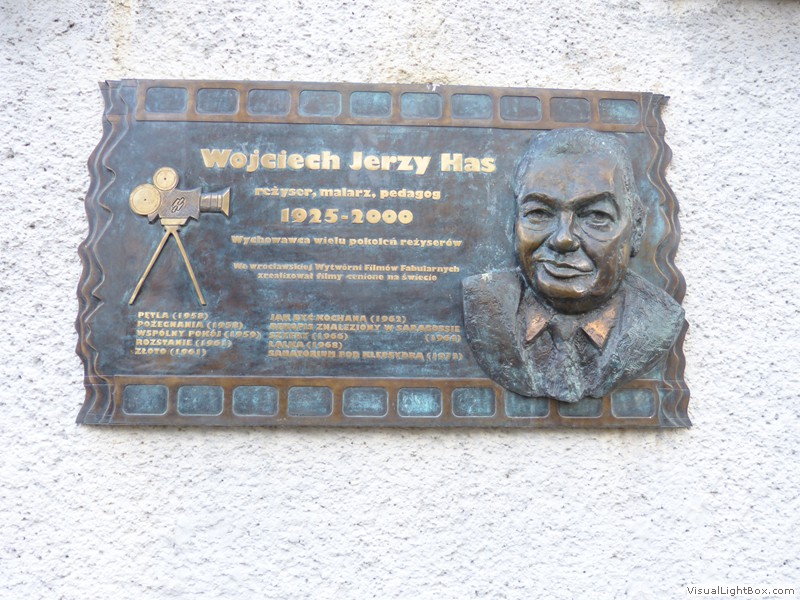 Wojciech Jerzy Has
reżyser, malarz, pedagog
1925-2000
Wychowawca wielu pokoleń reżyserów
We wrocławskiej Wytwórni Filmów Fabularnych
zrealizował filmy cenione na świecie
PĘTLA (1958)
POŻEGNANIA (1958)
WSPÓLNY POKÓJ (1959)
ROZSTANIE (1961)
ZŁOTO (1961)
JAK BYĆ KOCHANĄ (1962)
RĘKOPIS ZNALEZIONY W SARAGOSSIE
SZYFRY (1966) (1964)
LALKA (1968)
SANATORIUM POD KLEPSYDRĄ (1973)
VisualLightBox.com